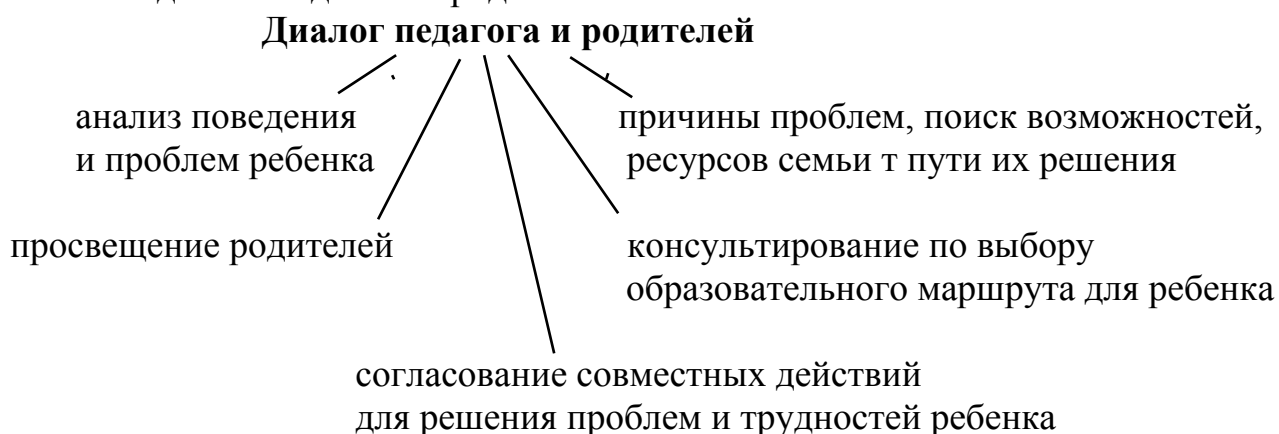 Диалог педагога и родителей
анализ поведения
и проблем ребенка
причины проблем, поиск возможностей,
ресурсов семьи т пути их решения
просвещение родителей
консультирование по выбору
образовательного маршрута для ребенка
согласование совместных действий
для решения проблем и трудностей ребенка